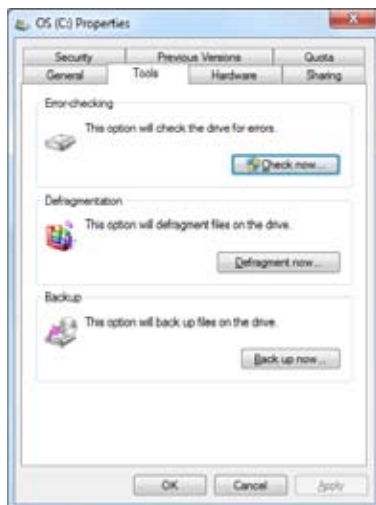 OS (C:) Properties
Security Previous Versions Quota
General Tools Hardware Sharing
Error-checking
This option will check the drive for errors.
Check now...
Defragmentation
This option will defragment files on the drive.
Defragment now...
Backup
This option will back up files on the drive.
Back up now...
OK Cancel Apply